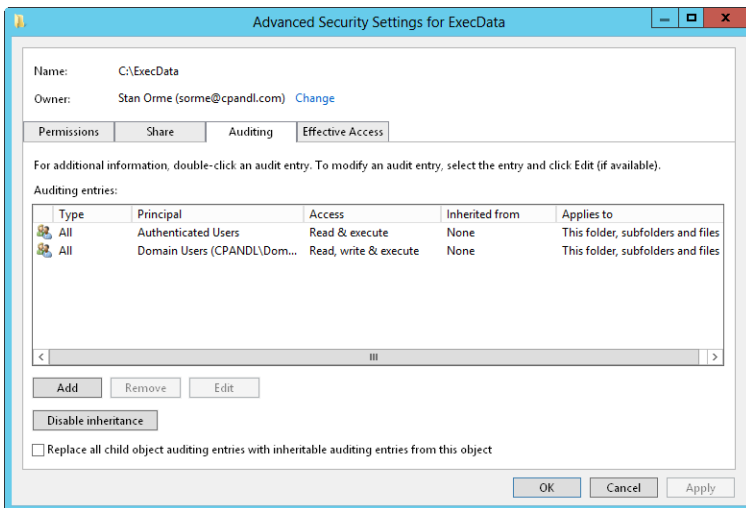 Advanced Security Settings for ExecData
Name: C:\ExecData
Owner: Stan Orme (sorme@cpandl.com) Change
Permissions Share Auditing Effective Access
For additional information, double-click an audit entry. To modify an audit entry, select the entry and click Edit (if available).
Auditing entries:
Type Principal Access Inherited from Applies to
All Authenticated Users Read & execute None This folder, subfolders and files
All Domain Users (CPANDL\Dom... Read, write & execute None This folder, subfolders and files
Add Remove Edit
Disable inheritance
Replace all child object auditing entries with inheritable auditing entries from this object
OK Cancel Apply